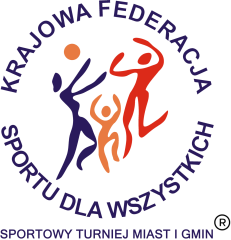 KRAJOWA FEDERACJA
SPORTU DLA WSZYSTKICH
SPORTOWY TURNIEJ MIAST I GMIN ®